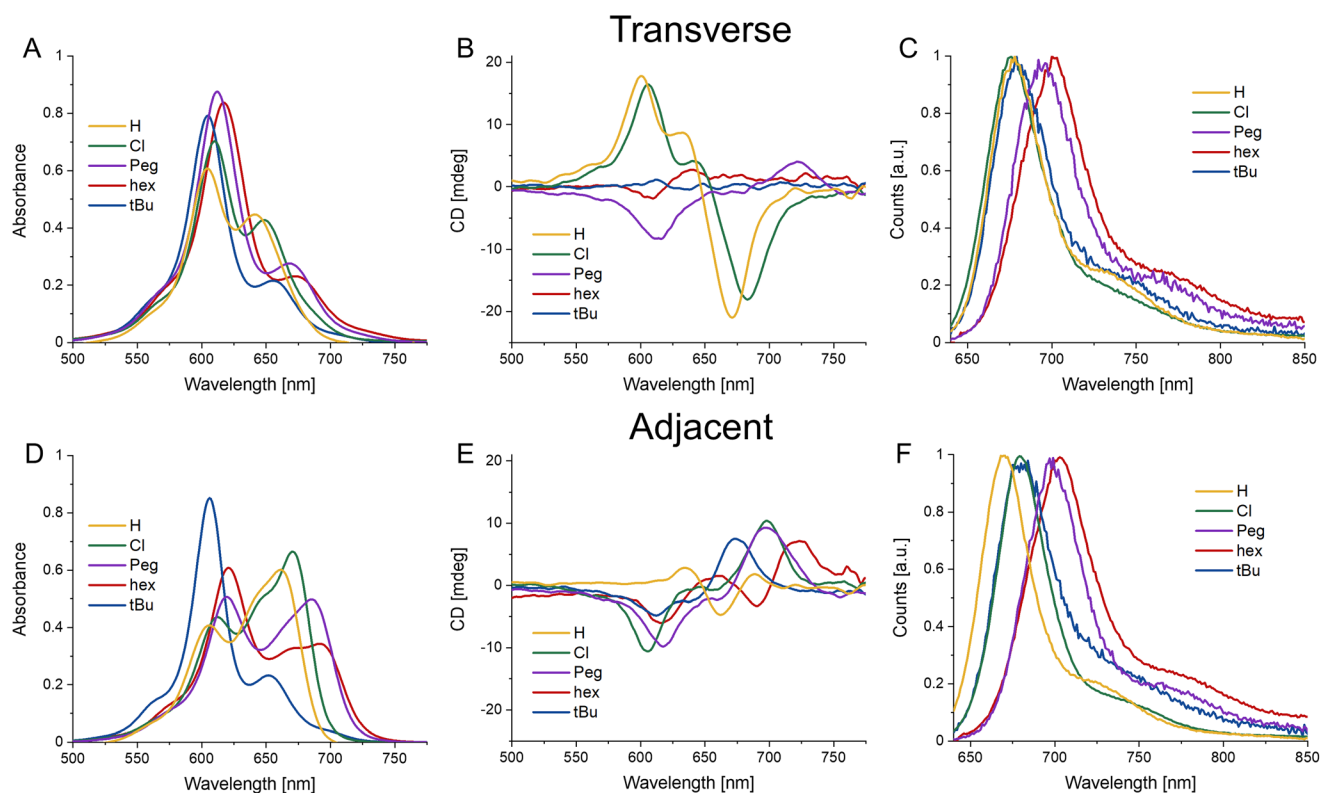 Transverse
A
1
0.8
0.6
0.4
0.2
0
Absorbance
H
Cl
Peg
hex
tBu
500 550 600 650 700 750
Wavelength [nm]
B
20
10
0
-10
-20
CD [mdeg]
H
Cl
Peg
hex
tBu
500 550 600 650 700 750
Wavelength [nm]
C
1
0.8
0.6
0.4
0.2
0
Counts [a.u.]
H
Cl
Peg
hex
tBu
650 700 750 800 850
Wavelength [nm]
Adjacent
D
1
0.8
0.6
0.4
0.2
0
Absorbance
H
Cl
Peg
hex
tBu
500 550 600 650 700 750
Wavelength [nm]
E
20
10
0
-10
-20
CD [mdeg]
H
Cl
Peg
hex
tBu
500 550 600 650 700 750
Wavelength [nm]
F
1
0.8
0.6
0.4
0.2
0
Counts [a.u.]
H
Cl
Peg
hex
tBu
650 700 750 800 850
Wavelength [nm]